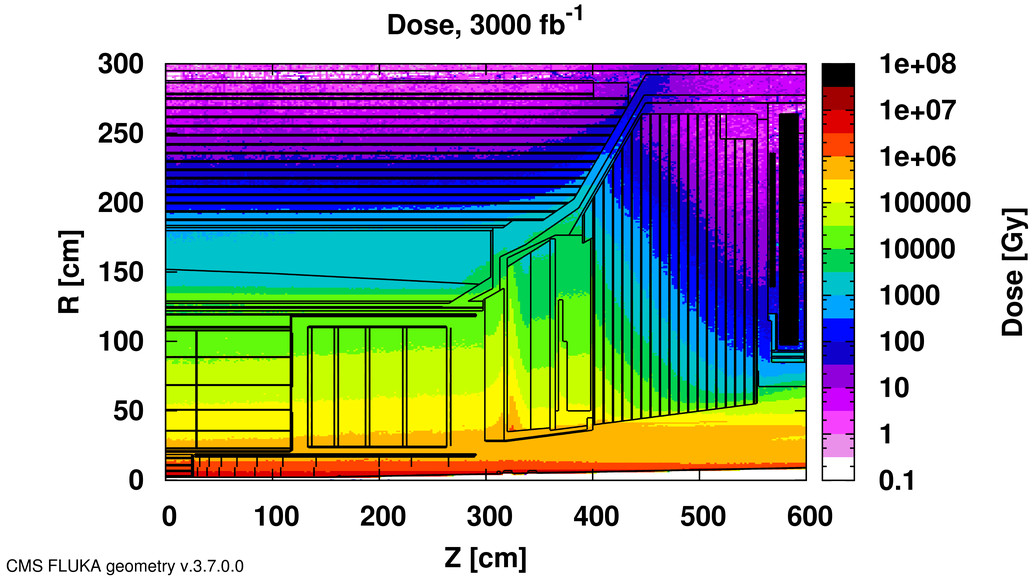 Dose, 3000 fb⁻¹
300
250
200
150
100
50
0
R [cm]
0 100 200 300 400 500 600
Z [cm]
1e+08
1e+07
1e+06
100000
10000
1000
100
10
1
0.1
Dose [Gy]
CMS FLUKA geometry v.3.7.0.0